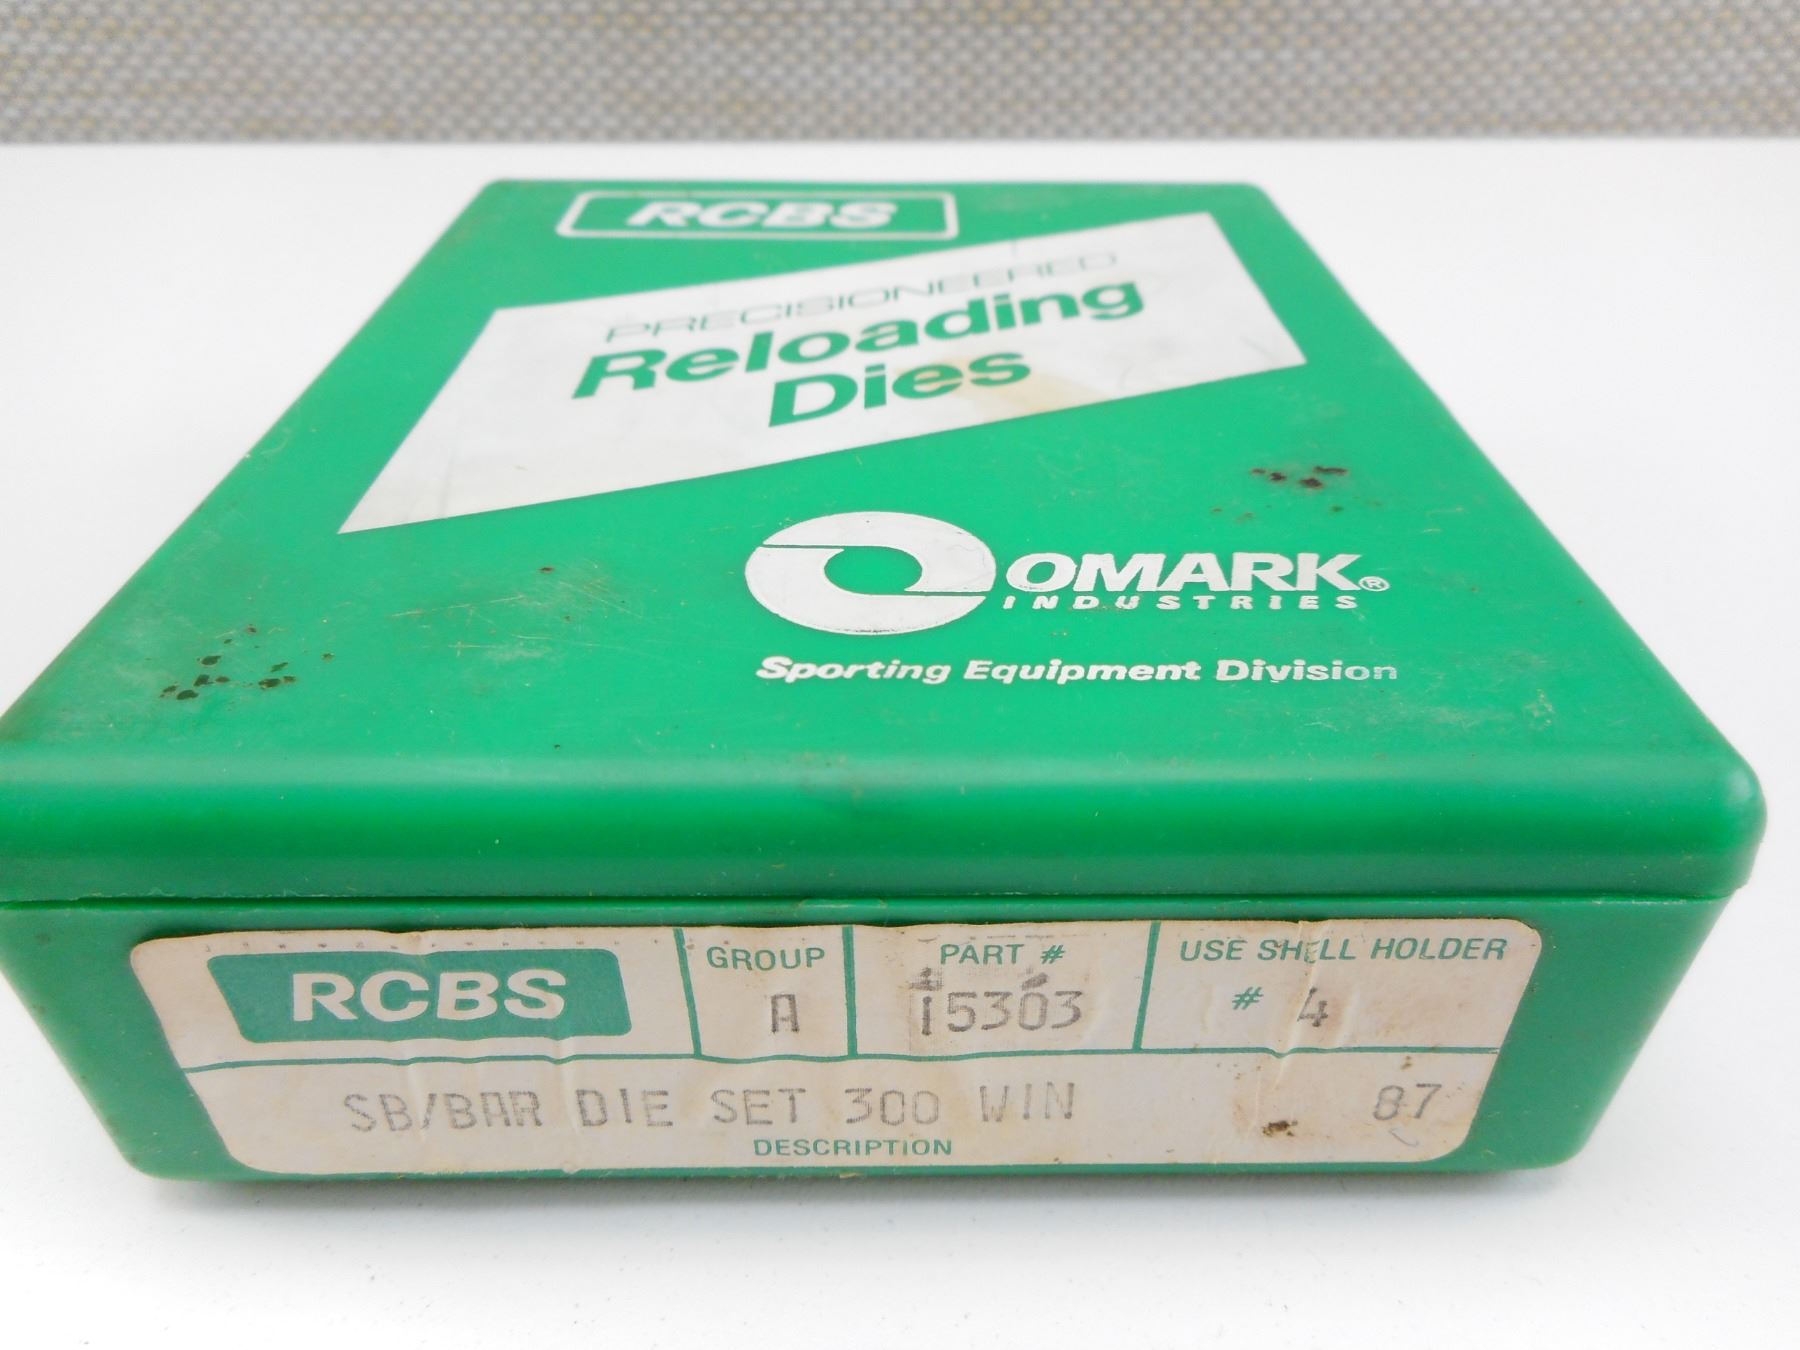 RCBS
PRECISIONEERED
Reloading
Dies
OMARK®
INDUSTRIES
Sporting Equipment Division
RCBS
GROUP
A
PART #
15303
USE SHELL HOLDER
# 4
SB/BAR DIE SET 300 WIN 87
DESCRIPTION